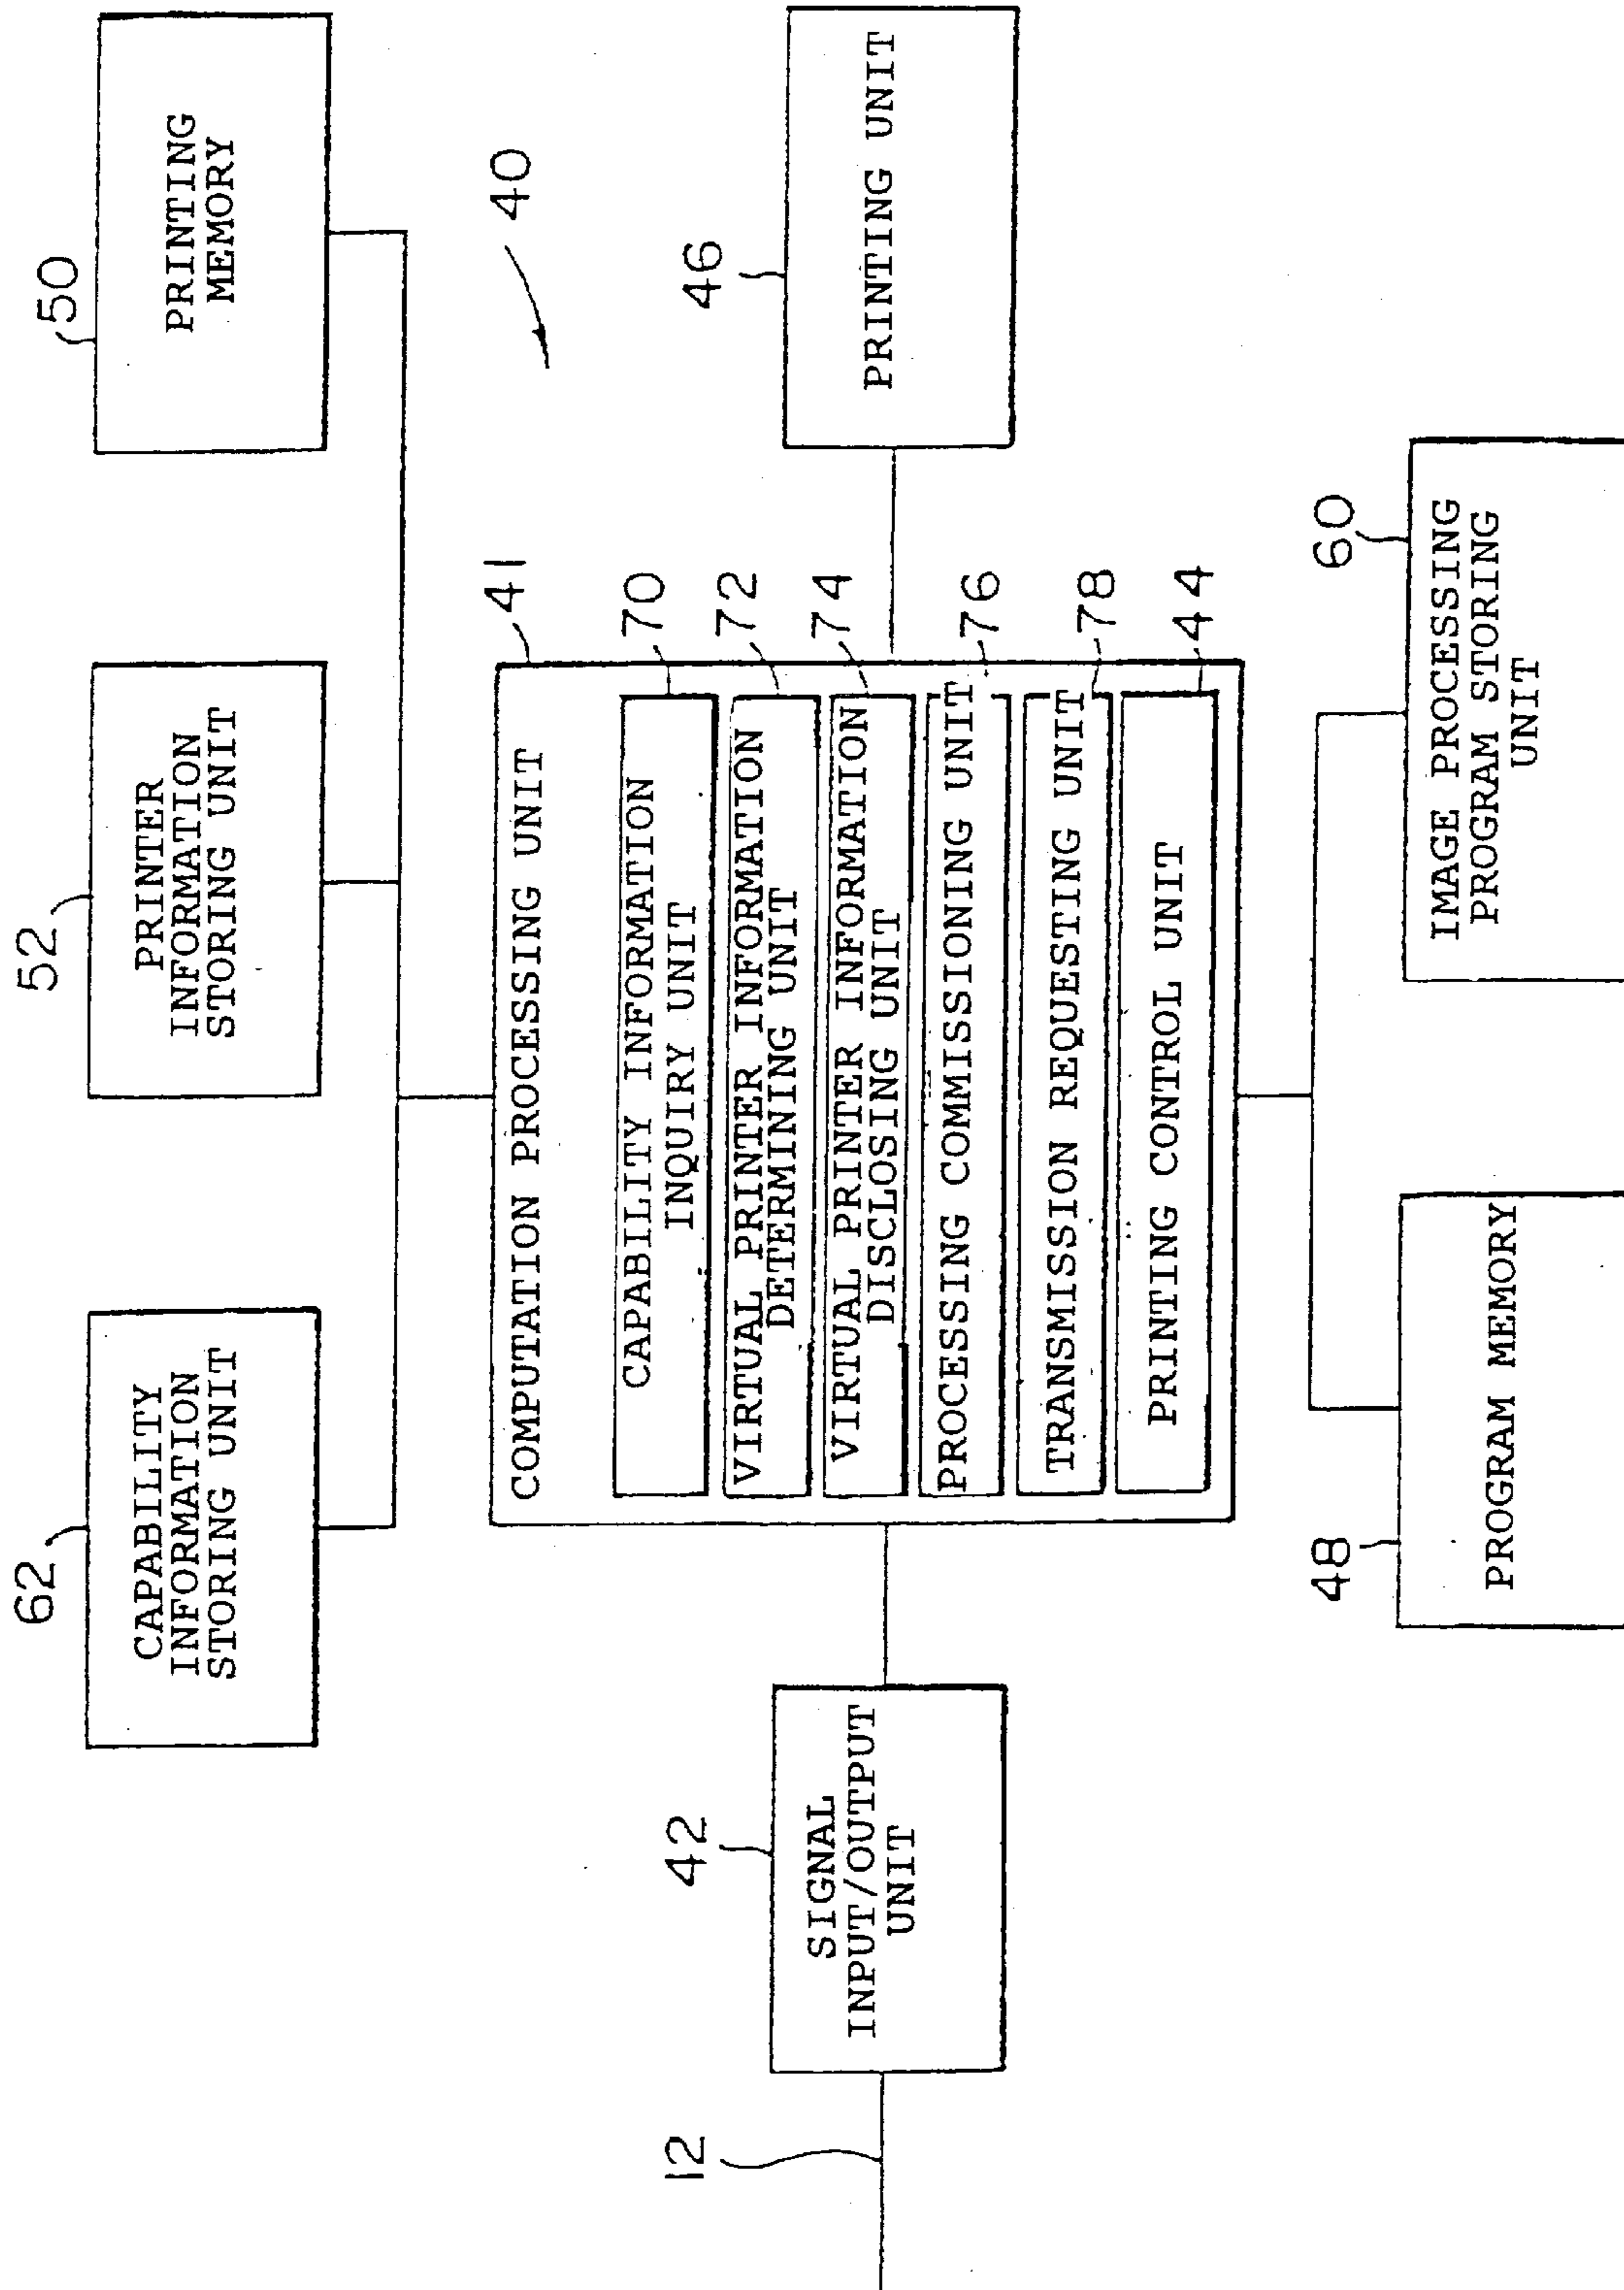 62
CAPABILITY
INFORMATION
STORING UNIT
52
PRINTER
INFORMATION
STORING UNIT
50
PRINTING
MEMORY
40
12
42
SIGNAL
INPUT/OUTPUT
UNIT
41
COMPUTATION PROCESSING UNIT
CAPABILITY INFORMATION
INQUIRY UNIT
70
VIRTUAL PRINTER INFORMATION
DETERMINING UNIT
72
VIRTUAL PRINTER INFORMATION
DISCLOSING UNIT
74
PROCESSING COMMISSIONING UNIT
76
TRANSMISSION REQUESTING UNIT
78
PRINTING CONTROL UNIT
44
46
PRINTING UNIT
48
PROGRAM MEMORY
60
IMAGE PROCESSING
PROGRAM STORING
UNIT